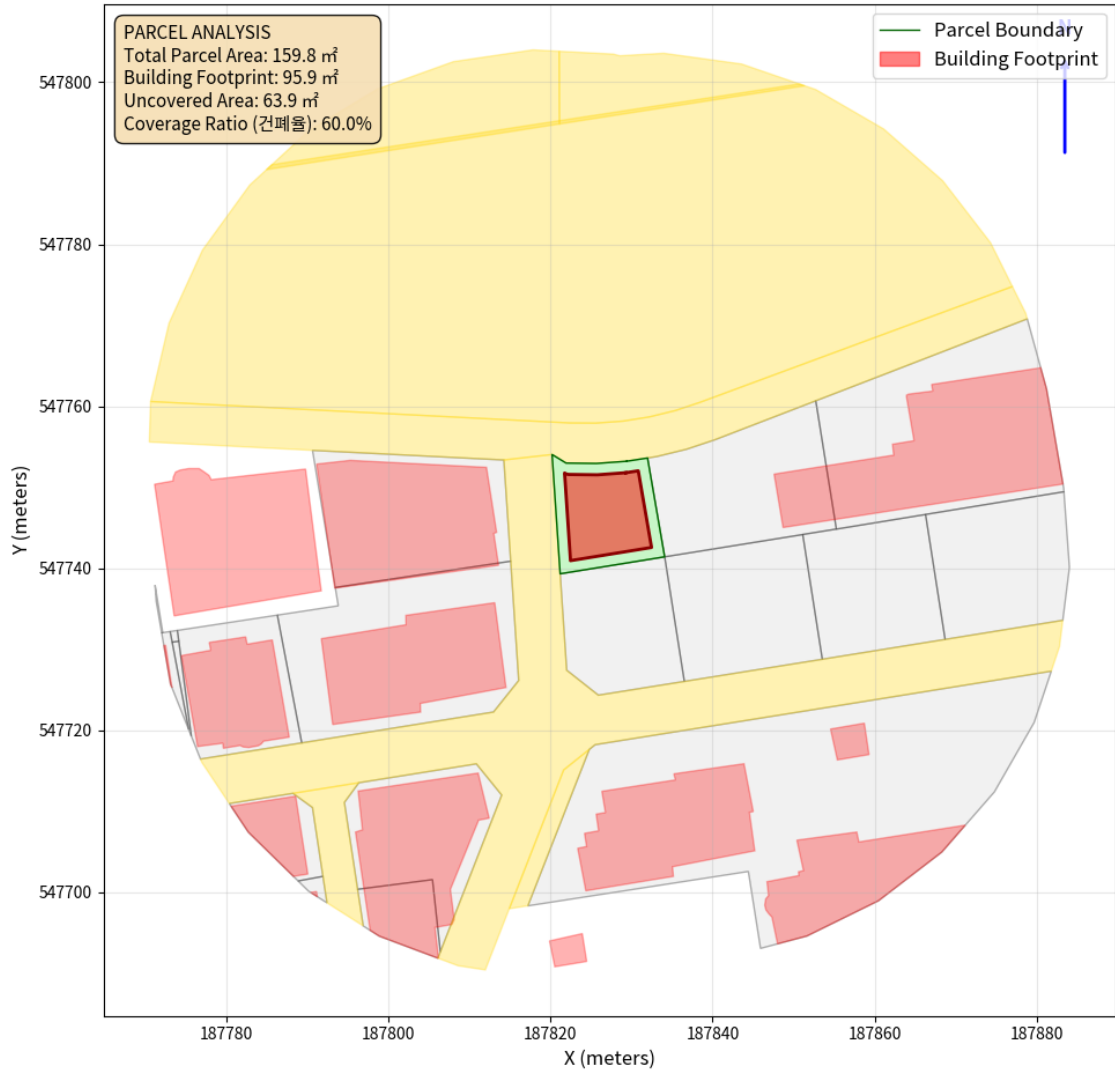 PARCEL ANALYSIS
Total Parcel Area: 159.8 ㎡
Building Footprint: 95.9 ㎡
Uncovered Area: 63.9 ㎡
Coverage Ratio (건폐율): 60.0%
Parcel Boundary
Building Footprint
N
547800
547780
547760
547740
547720
547700
Y (meters)
187780
187800
187820
187840
187860
187880
X (meters)